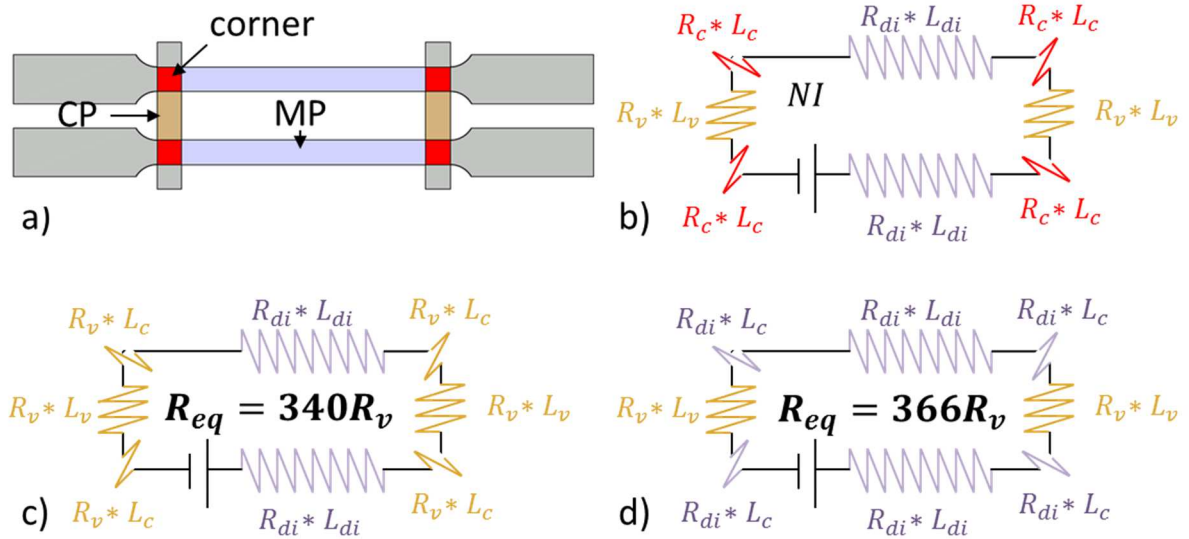 corner
CP
MP
a)
R_c * L_c
R_di * L_di
R_c * L_c
R_v * L_v
NI
R_v * L_v
R_c * L_c
R_di * L_di
R_c * L_c
b)
R_v * L_c
R_di * L_di
R_v * L_c
R_v * L_v
R_eq = 340R_v
R_v * L_v
R_v * L_c
R_di * L_di
R_v * L_c
c)
R_di * L_c
R_di * L_di
R_di * L_c
R_v * L_v
R_eq = 366R_v
R_v * L_v
R_di * L_c
R_di * L_di
R_di * L_c
d)